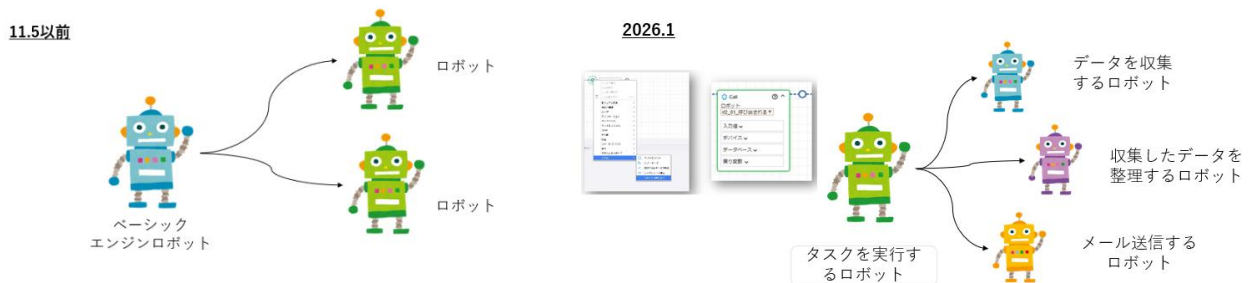 11.5以前
ロボット
ロボット
ベーシック
エンジンロボット
2026.1
Call
ロボット
入力値
デバイス
データベース
戻り変数
タスクを実行す
るロボット
データを収集
するロボット
収集したデータを
整理するロボット
メール送信する
ロボット